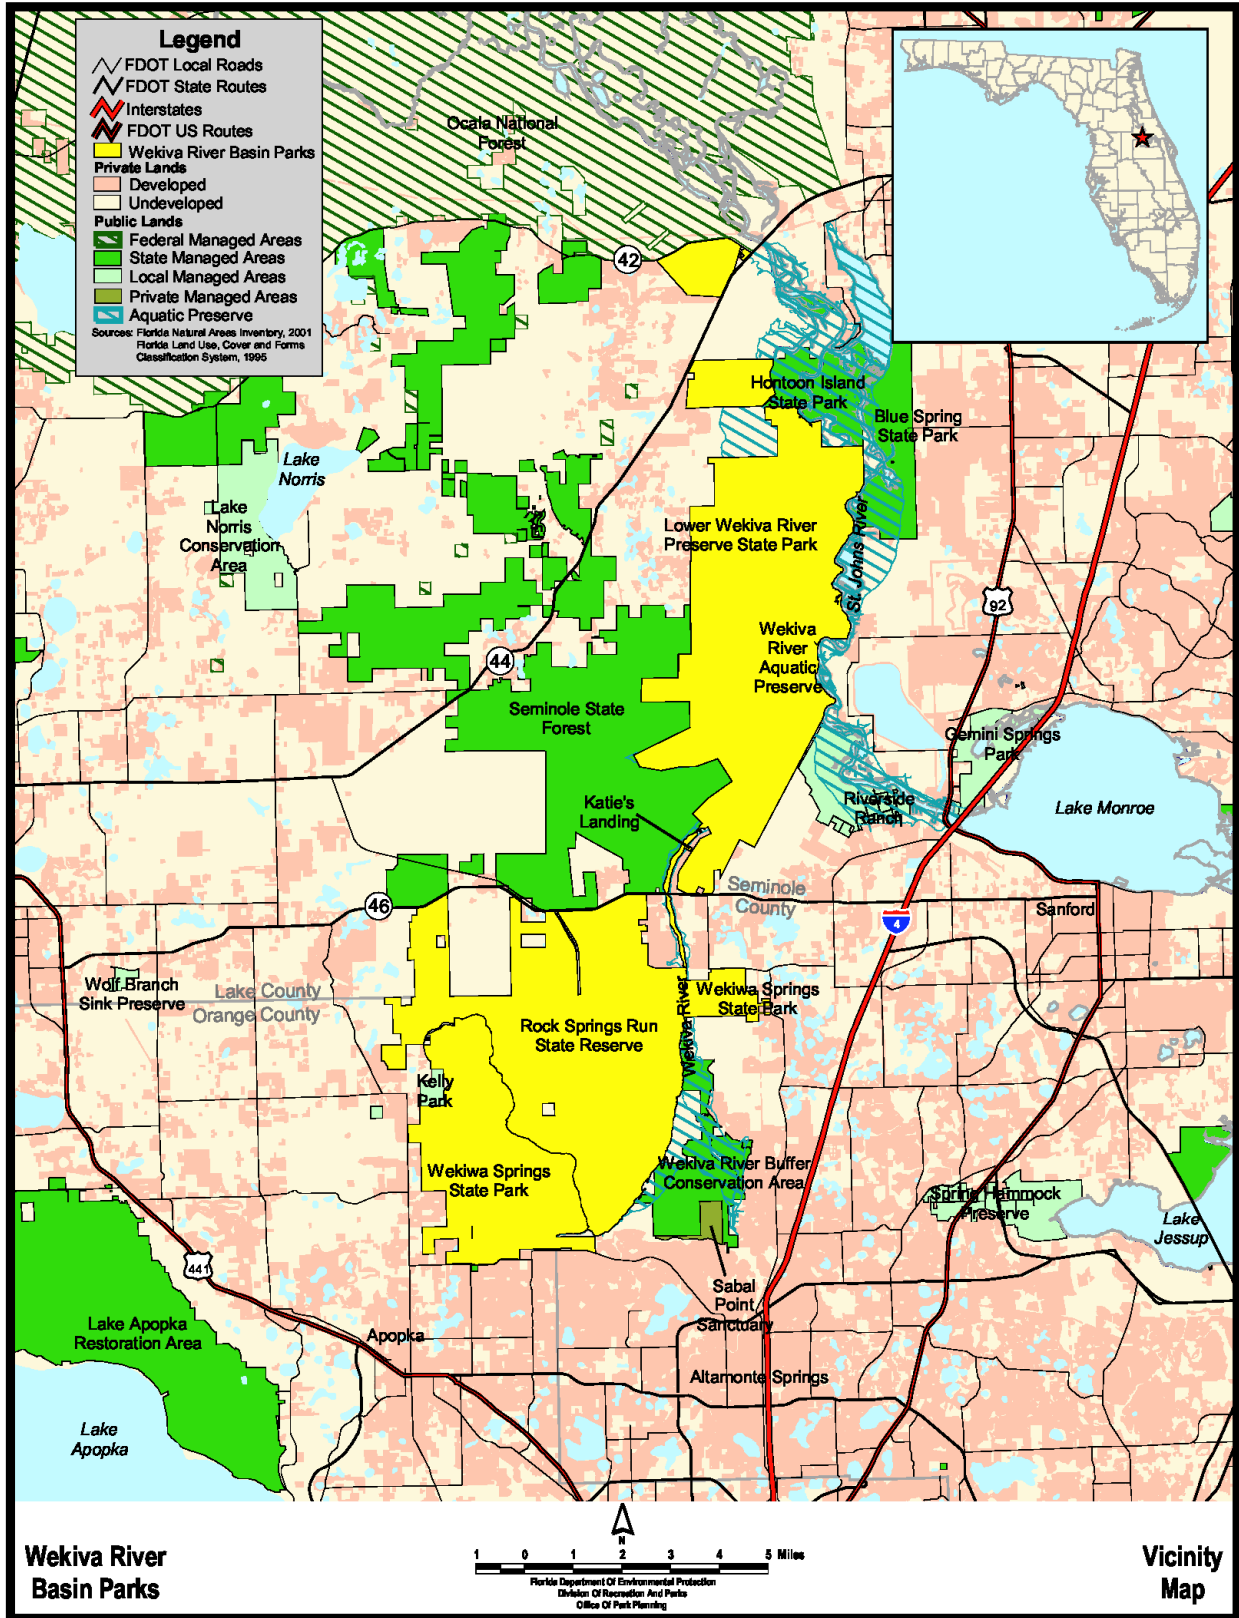 Legend
FDOT Local Roads
FDOT State Routes
Interstates
FDOT US Routes
Wekiva River Basin Parks
Private Lands
Developed
Undeveloped
Public Lands
Federal Managed Areas
State Managed Areas
Local Managed Areas
Private Managed Areas
Aquatic Preserve
Sources: Florida Natural Areas Inventory, 2001
Florida Land Use, Cover and Forms
Classification System, 1995
Ocala National
Forest
42
Hontoon Island
State Park
Blue Spring
State Park
Lake
Norris
Lake
Norris
Conservation
Area
Lower Wekiva River
Preserve State Park
St. Johns River
92
Wekiva
River
Aquatic
Preserve
44
Seminole State
Forest
Gemini Springs
Park
Katie's
Landing
Riverside
Ranch
Lake Monroe
Seminole
County
46
4
Sanford
Wolf Branch
Sink Preserve
Lake County
Orange County
Wekiva River
Wekiwa Springs
State Park
Rock Springs Run
State Reserve
Kelly
Park
Wekiwa Springs
State Park
Wekiva River Buffer
Conservation Area
Spring Hammock
Preserve
Lake
Jessup
441
Sabal
Point
Sanctuary
Lake Apopka
Restoration Area
Apopka
Altamonte Springs
Lake
Apopka
N
1 0 1 2 3 4 5 Miles
Florida Department Of Environmental Protection
Division Of Recreation And Parks
Office Of Park Planning
Wekiva River
Basin Parks
Vicinity
Map